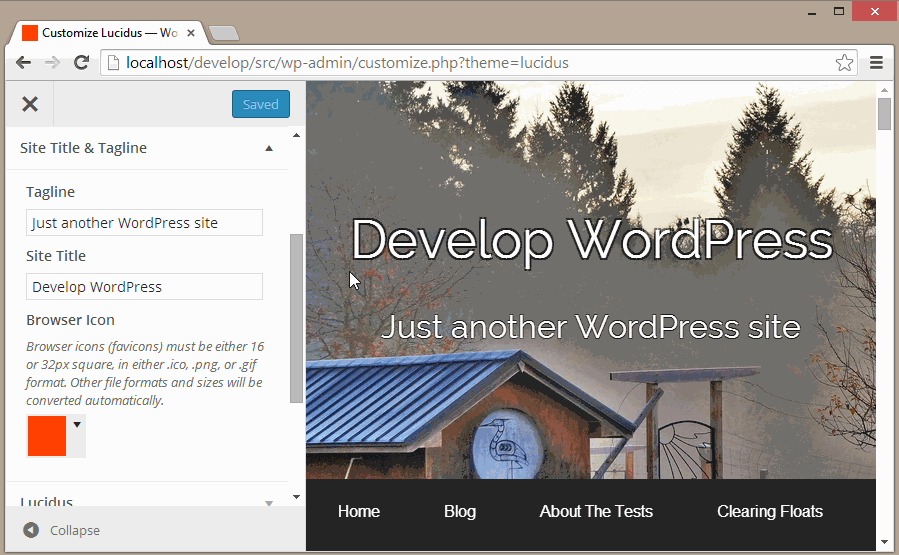 Customize Lucidus — Wo
localhost/develop/src/wp-admin/customize.php?theme=lucidus
Saved
Site Title & Tagline
Tagline
Just another WordPress site
Site Title
Develop WordPress
Browser Icon
Browser icons (favicons) must be either 16
or 32px square, in either .ico, .png, or .gif
format. Other file formats and sizes will be
converted automatically.
Lucidus
Collapse
Develop WordPress
Just another WordPress site
Home Blog About The Tests Clearing Floats